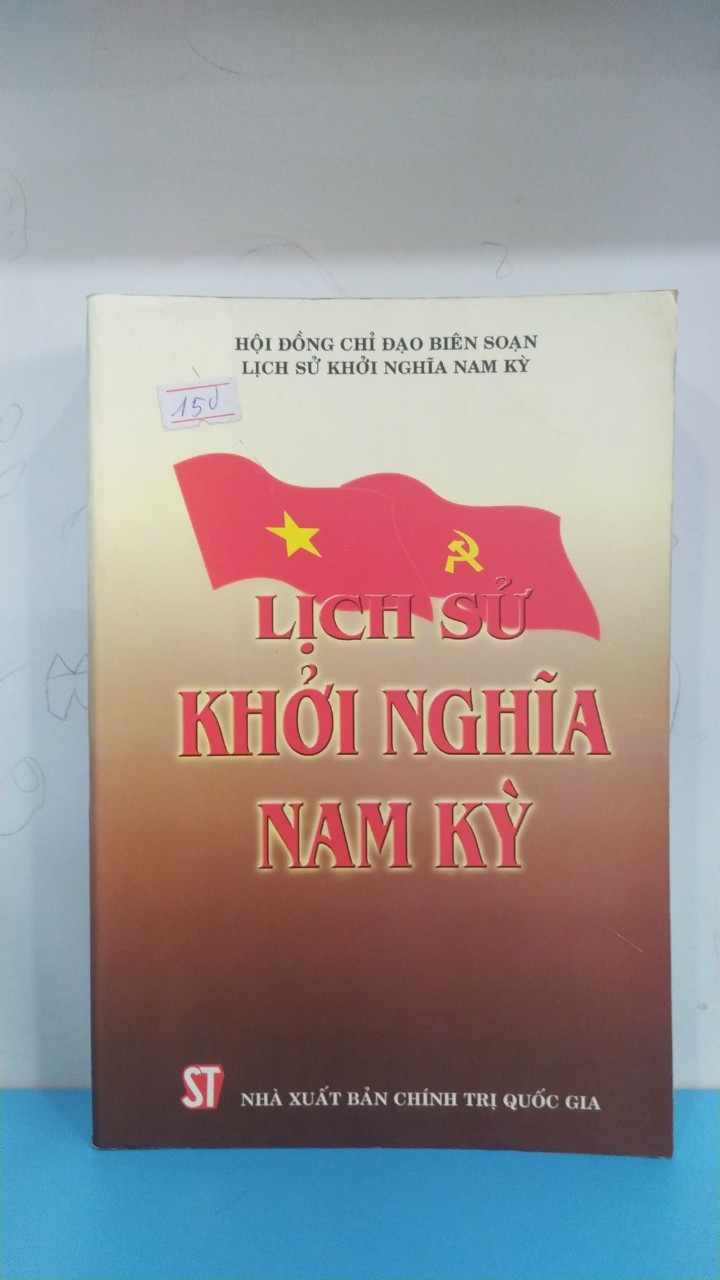 HỘI ĐỒNG CHỈ ĐẠO BIÊN SOẠN
LỊCH SỬ KHỞI NGHĨA NAM KỲ
LỊCH SỬ
KHỞI NGHĨA
NAM KỲ
ST
NHÀ XUẤT BẢN CHÍNH TRỊ QUỐC GIA